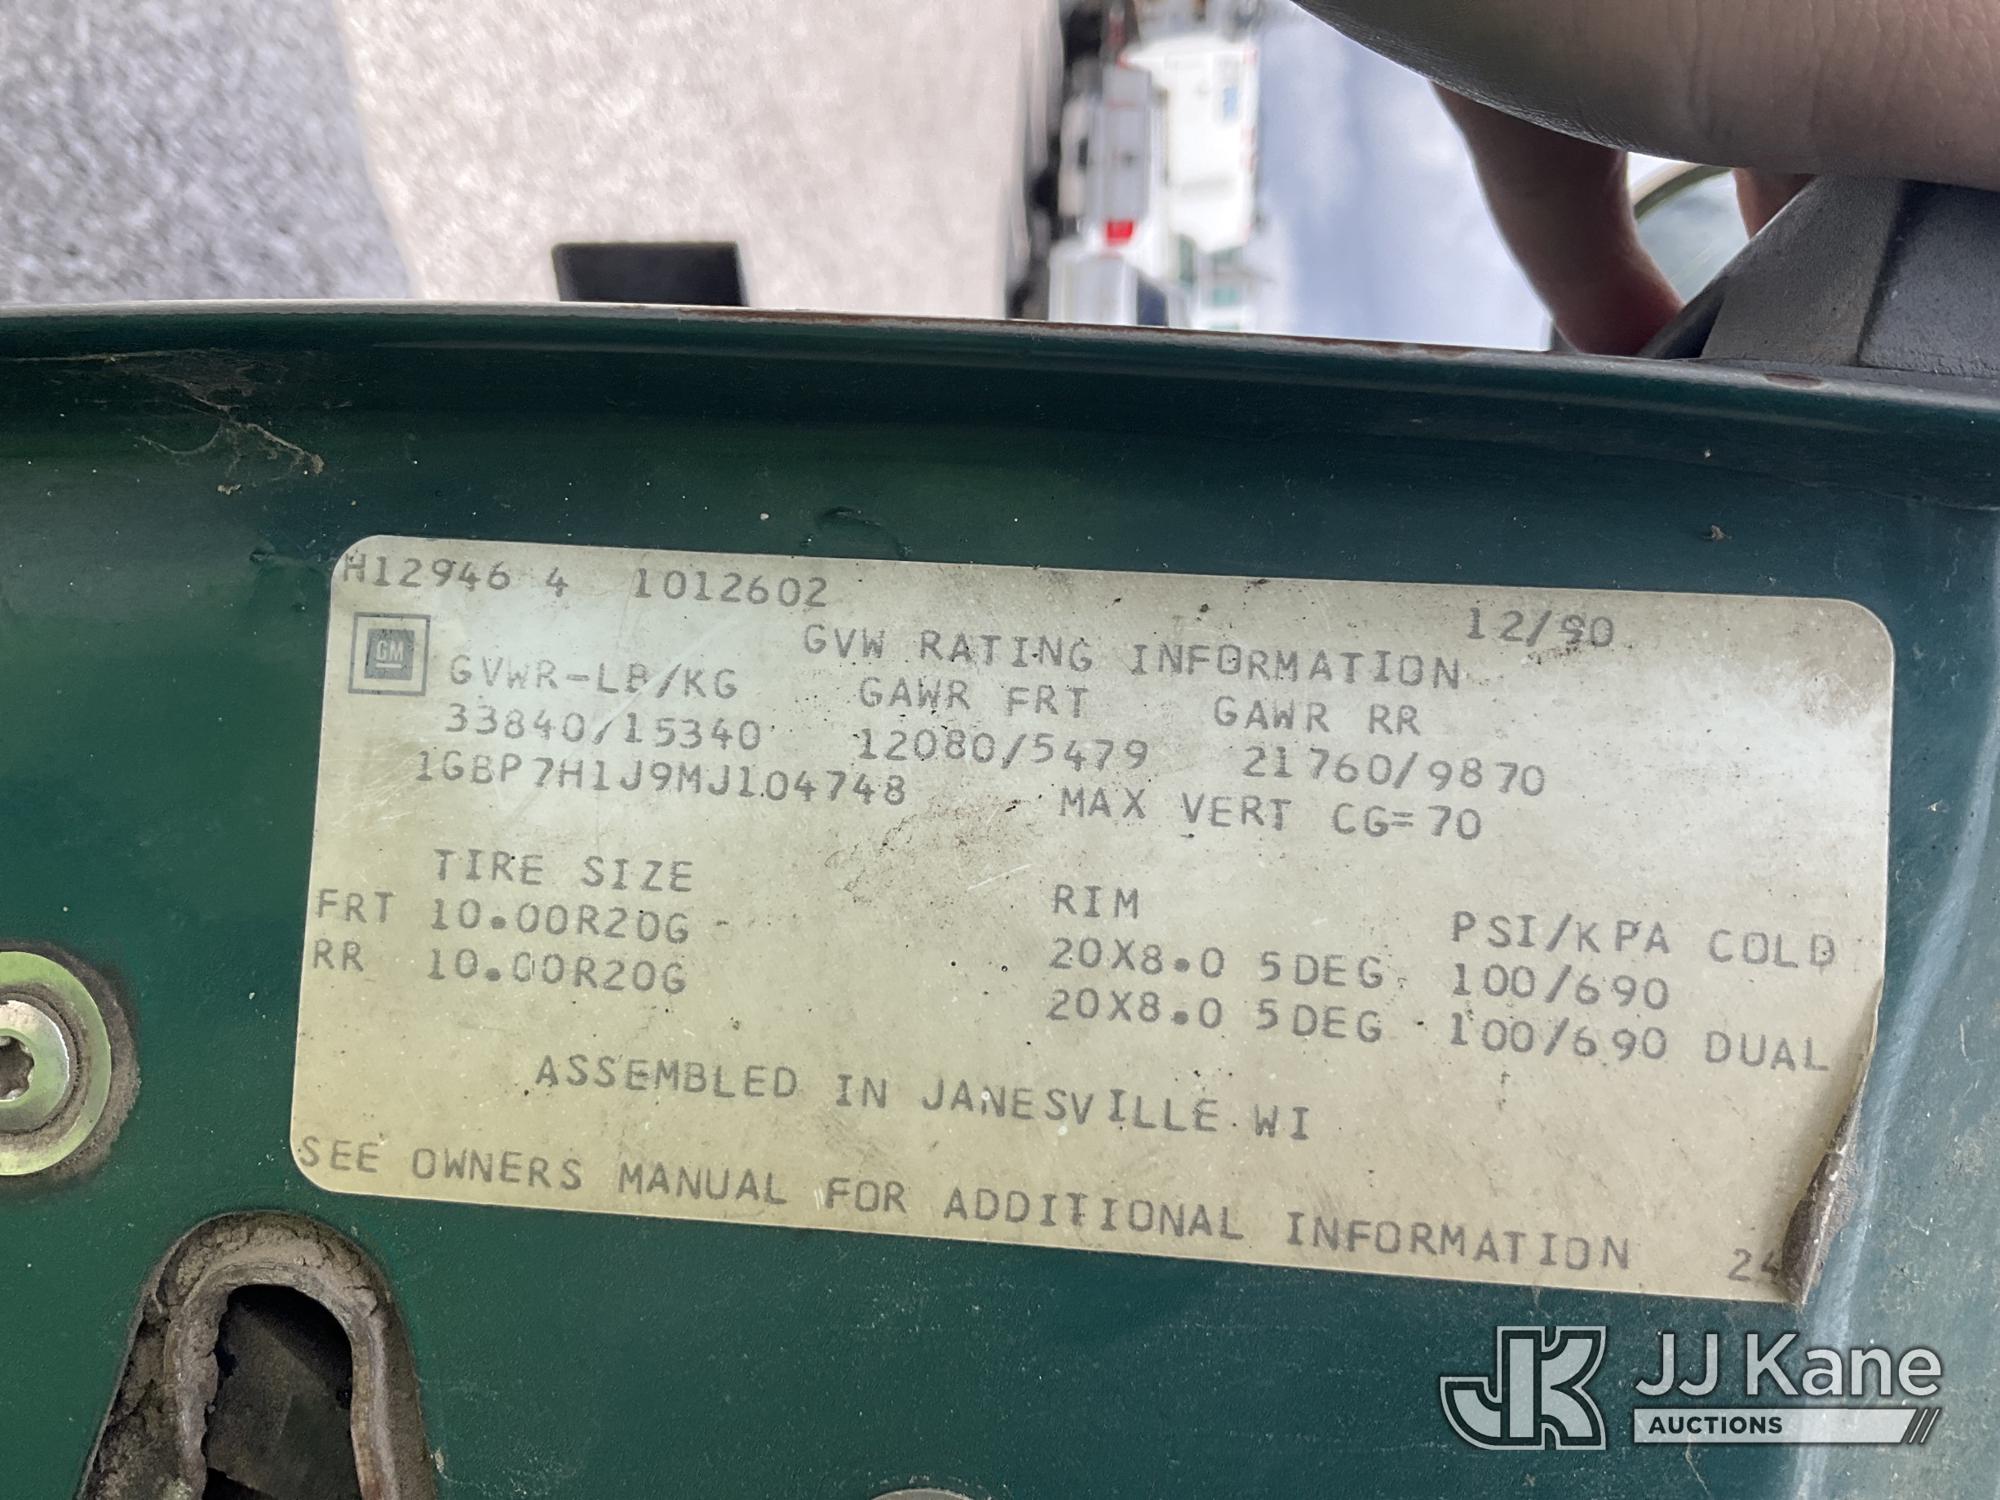 H12946 4 1012602 12/90
GM GVW RATING INFORMATION
GVWR-LB/KG GAWR FRT GAWR RR
33840/15340 12080/5479 21760/9870
1GBP7H1J9MJ104748 MAX VERT CG=70
TIRE SIZE RIM PSI/KPA COLD
FRT 10.00R20G 20X8.0 5DEG 100/690
RR 10.00R20G 20X8.0 5DEG 100/690 DUAL
ASSEMBLED IN JANESVILLE WI
SEE OWNERS MANUAL FOR ADDITIONAL INFORMATION
JK JJ Kane
AUCTIONS